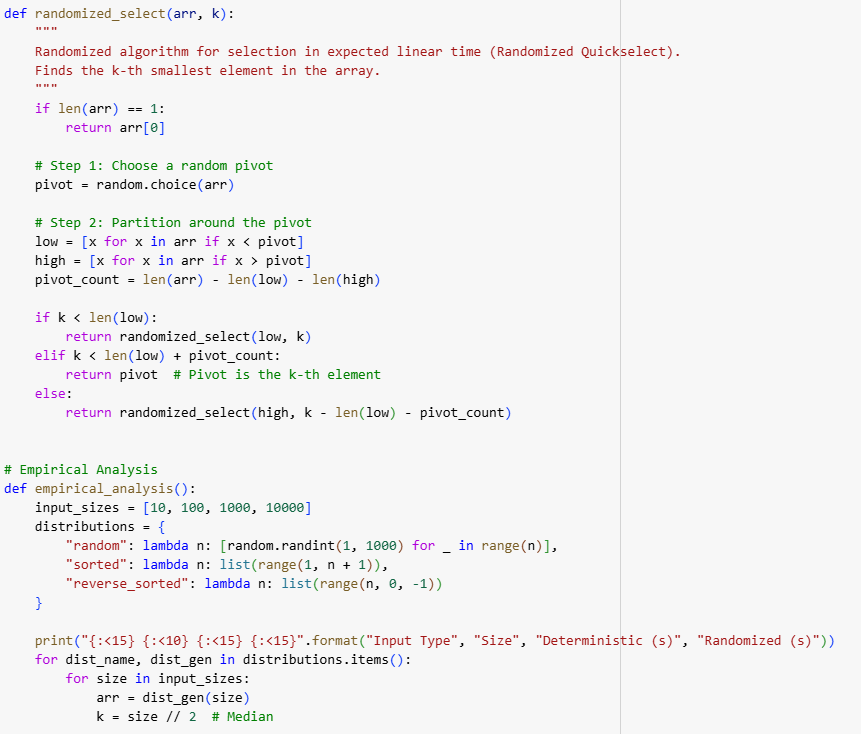 def randomized_select(arr, k):
    """
    Randomized algorithm for selection in expected linear time (Randomized Quickselect).
    Finds the k-th smallest element in the array.
    """
    if len(arr) == 1:
        return arr[0]

    # Step 1: Choose a random pivot
    pivot = random.choice(arr)

    # Step 2: Partition around the pivot
    low = [x for x in arr if x < pivot]
    high = [x for x in arr if x > pivot]
    pivot_count = len(arr) - len(low) - len(high)

    if k < len(low):
        return randomized_select(low, k)
    elif k < len(low) + pivot_count:
        return pivot  # Pivot is the k-th element
    else:
        return randomized_select(high, k - len(low) - pivot_count)


# Empirical Analysis
def empirical_analysis():
    input_sizes = [10, 100, 1000, 10000]
    distributions = {
        "random": lambda n: [random.randint(1, 1000) for _ in range(n)],
        "sorted": lambda n: list(range(1, n + 1)),
        "reverse_sorted": lambda n: list(range(n, 0, -1))
    }

    print("{:<15} {:<10} {:<15} {:<15}".format("Input Type", "Size", "Deterministic (s)", "Randomized (s)"))
    for dist_name, dist_gen in distributions.items():
        for size in input_sizes:
            arr = dist_gen(size)
            k = size // 2  # Median